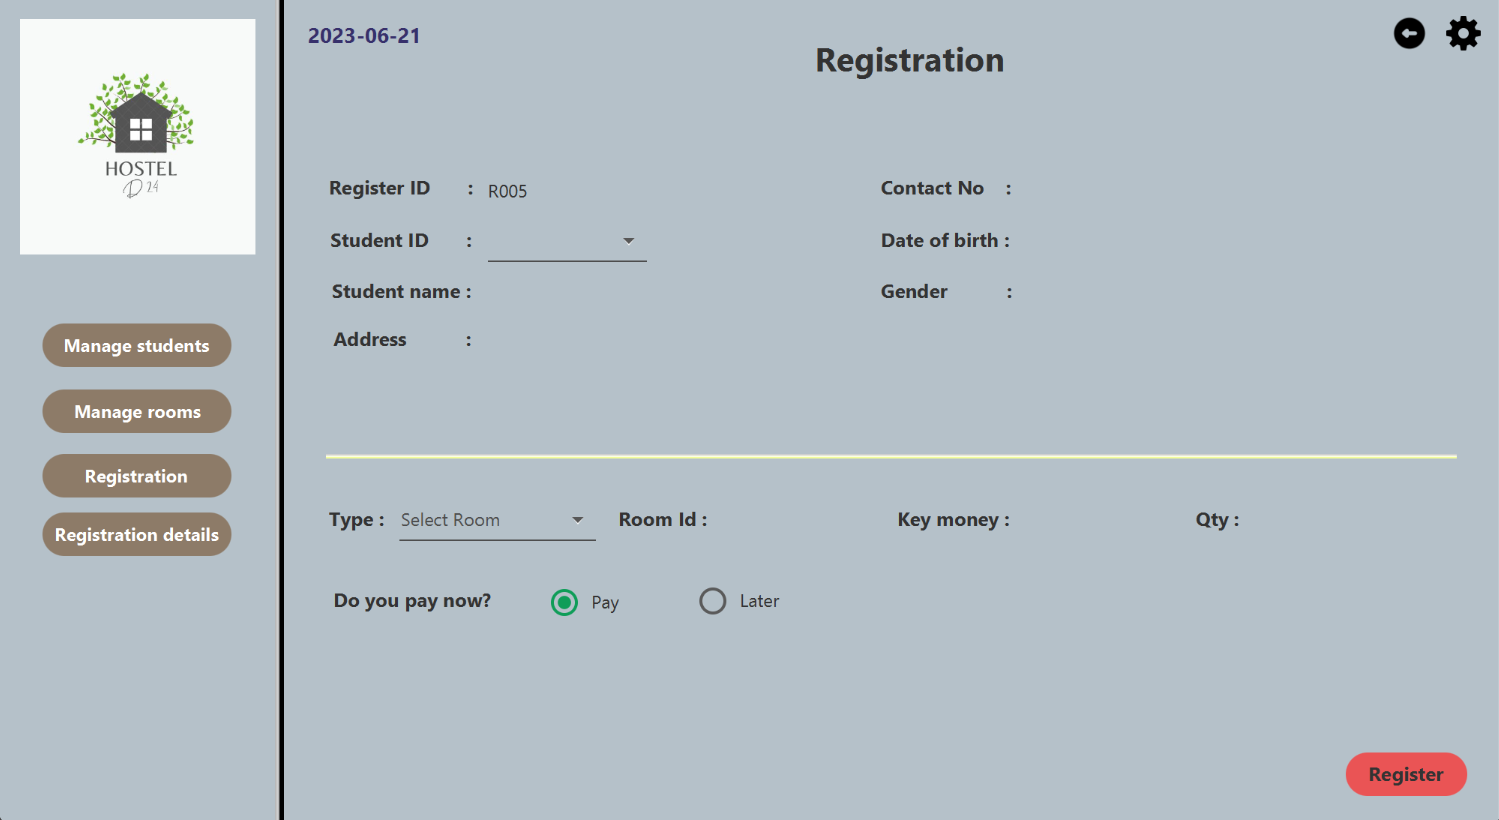 HOSTEL
D 24
Manage students
Manage rooms
Registration
Registration details
2023-06-21
Registration
Register ID : R005
Contact No :
Student ID :
Date of birth :
Student name :
Gender :
Address :
Type : Select Room Room Id : Key money : Qty :
Do you pay now? Pay Later
Register